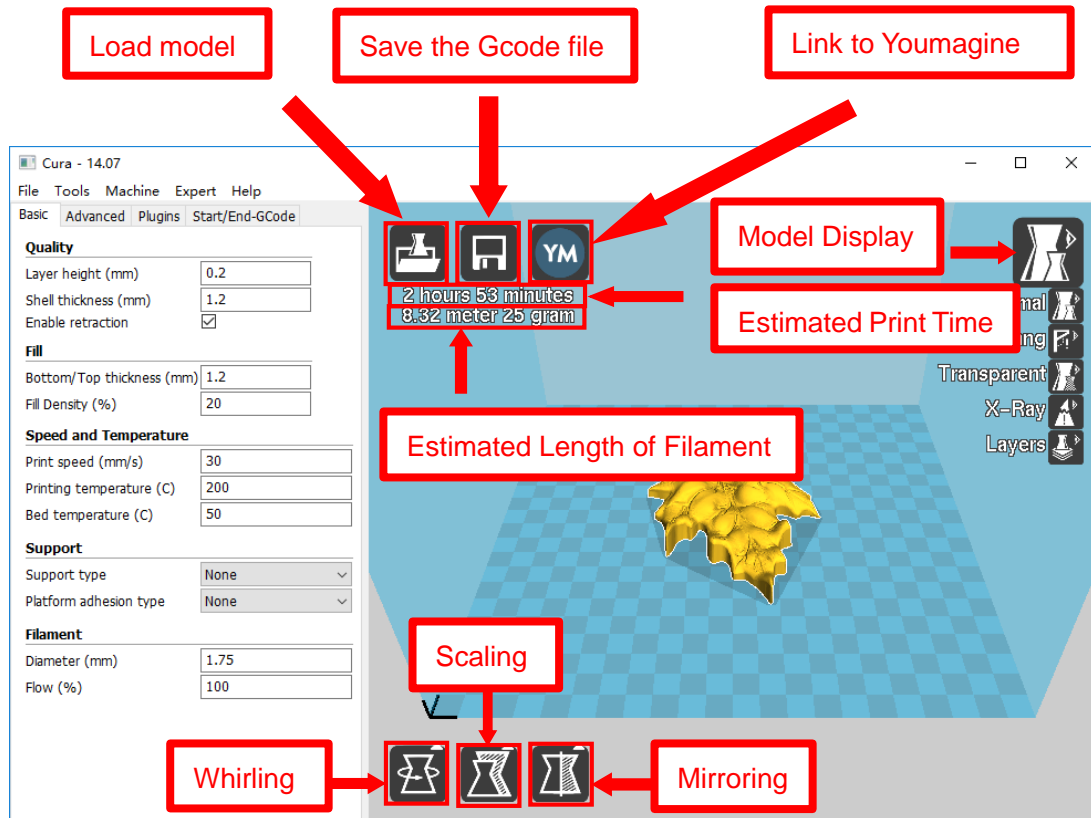 Load model
Save the Gcode file
Link to Youmagine
Cura - 14.07
File Tools Machine Expert Help
Basic Advanced Plugins Start/End-GCode
Quality
Layer height (mm) 0.2
Shell thickness (mm) 1.2
Enable retraction
Fill
Bottom/Top thickness (mm) 1.2
Fill Density (%) 20
Speed and Temperature
Print speed (mm/s) 30
Printing temperature (C) 200
Bed temperature (C) 50
Support
Support type None
Platform adhesion type None
Filament
Diameter (mm) 1.75
Flow (%) 100
YM
2 hours 53 minutes
8.32 meter 25 gram
Model Display
Estimated Print Time
mal
ng
Transparent
X-Ray
Layers
Estimated Length of Filament
Scaling
Whirling
Mirroring